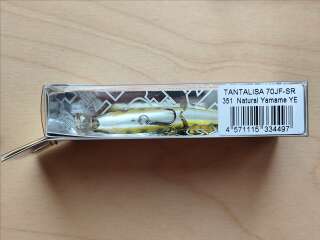 TANTALISA 70JF-SR
351 Natural Yamame YE
4 571115 334497